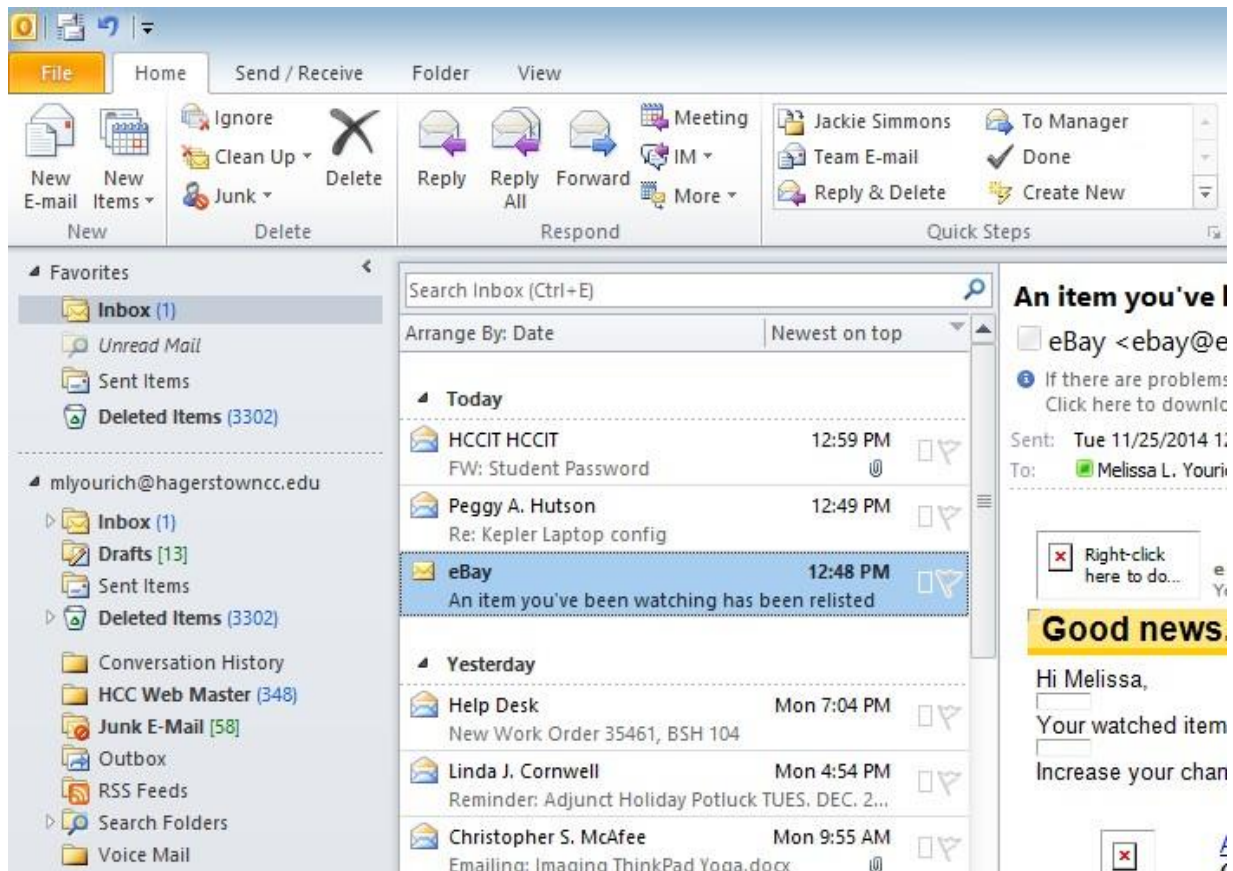 File Home Send / Receive Folder View
New E-mail
New Items
Ignore
Clean Up
Junk
Delete
Reply
Reply All
Forward
Meeting
IM
More
Jackie Simmons
Team E-mail
Reply & Delete
To Manager
Done
Create New
New Delete Respond Quick Steps
Favorites
Inbox (1)
Unread Mail
Sent Items
Deleted Items (3302)
mlyourich@hagerstowncc.edu
Inbox (1)
Drafts [13]
Sent Items
Deleted Items (3302)
Conversation History
HCC Web Master (348)
Junk E-Mail [58]
Outbox
RSS Feeds
Search Folders
Voice Mail
Search Inbox (Ctrl+E)
Arrange By: Date Newest on top
Today
HCCIT HCCIT 12:59 PM
FW: Student Password
Peggy A. Hutson 12:49 PM
Re: Kepler Laptop config
eBay 12:48 PM
An item you've been watching has been relisted
Yesterday
Help Desk Mon 7:04 PM
New Work Order 35461, BSH 104
Linda J. Cornwell Mon 4:54 PM
Reminder: Adjunct Holiday Potluck TUES. DEC. 2...
Christopher S. McAfee Mon 9:55 AM
Emailing: Imaging ThinkPad Yoga.docx
An item you've
eBay <ebay@e
If there are problems
Click here to downlo
Sent: Tue 11/25/2014 12
To: Melissa L. Youri
Right-click
here to do...
Good news.
Hi Melissa,
Your watched item
Increase your chan